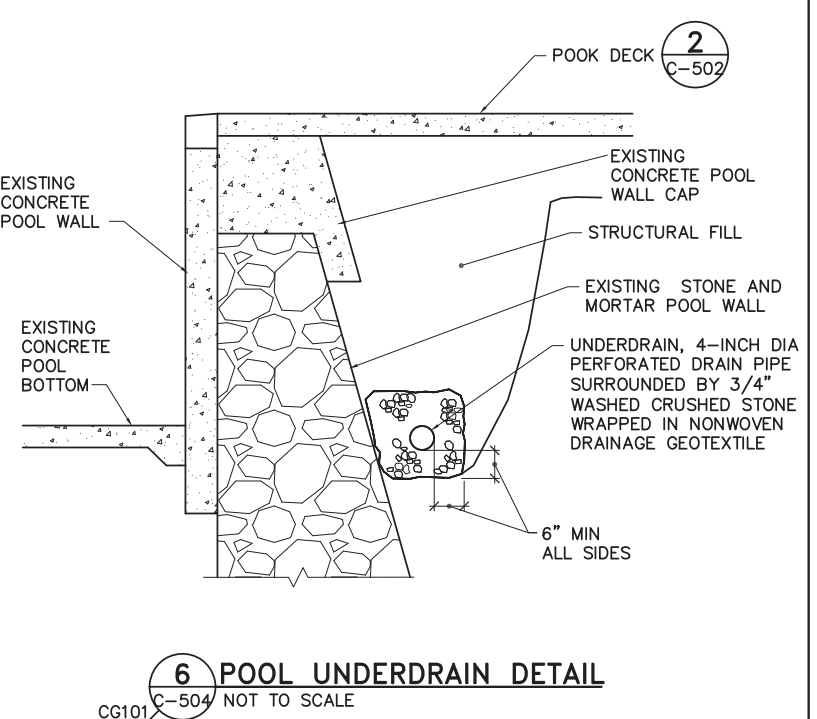 POOK DECK
2
C-502
EXISTING
CONCRETE POOL
WALL CAP
EXISTING
CONCRETE
POOL WALL
STRUCTURAL FILL
EXISTING STONE AND
MORTAR POOL WALL
EXISTING
CONCRETE
POOL
BOTTOM
UNDERDRAIN, 4-INCH DIA
PERFORATED DRAIN PIPE
SURROUNDED BY 3/4"
WASHED CRUSHED STONE
WRAPPED IN NONWOVEN
DRAINAGE GEOTEXTILE
6" MIN
ALL SIDES
6
C-504
POOL UNDERDRAIN DETAIL
NOT TO SCALE
CG101